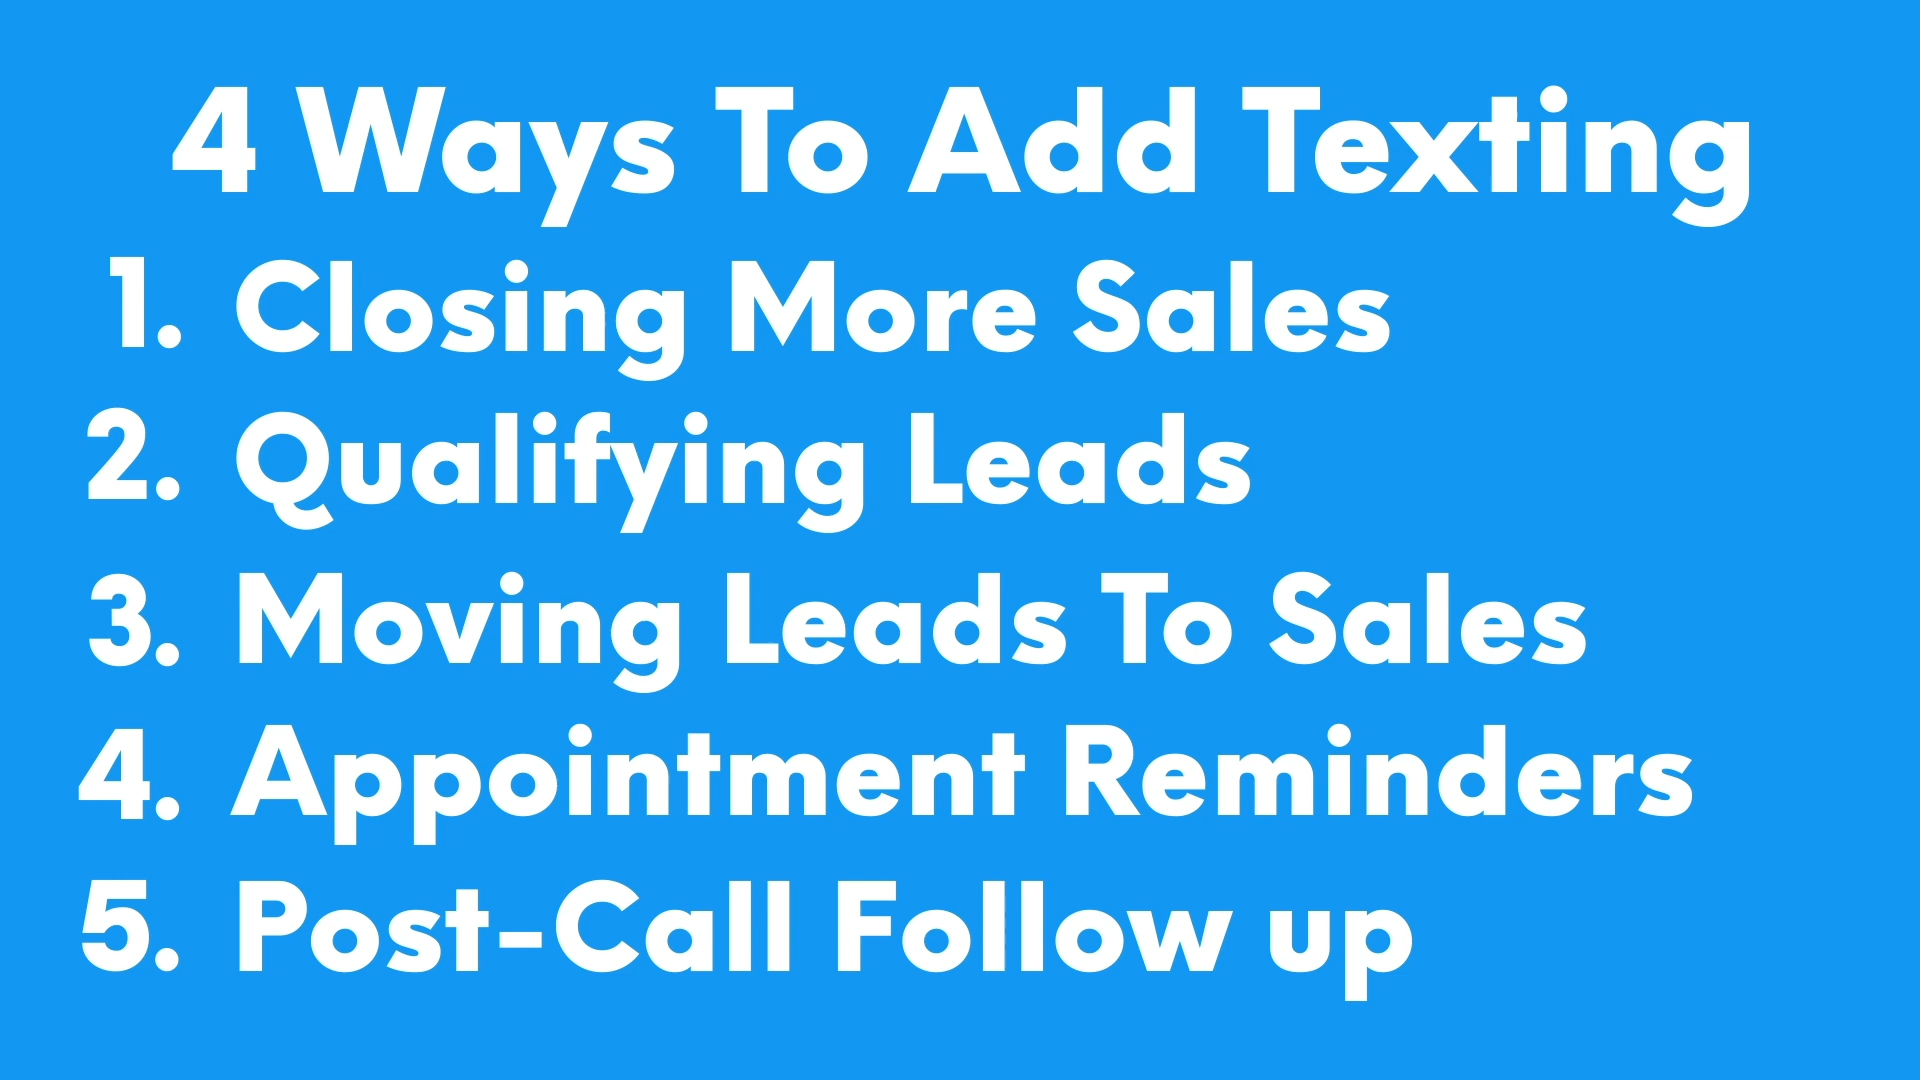 4 Ways To Add Texting
1. Closing More Sales
2. Qualifying Leads
3. Moving Leads To Sales
4. Appointment Reminders
5. Post-Call Follow up